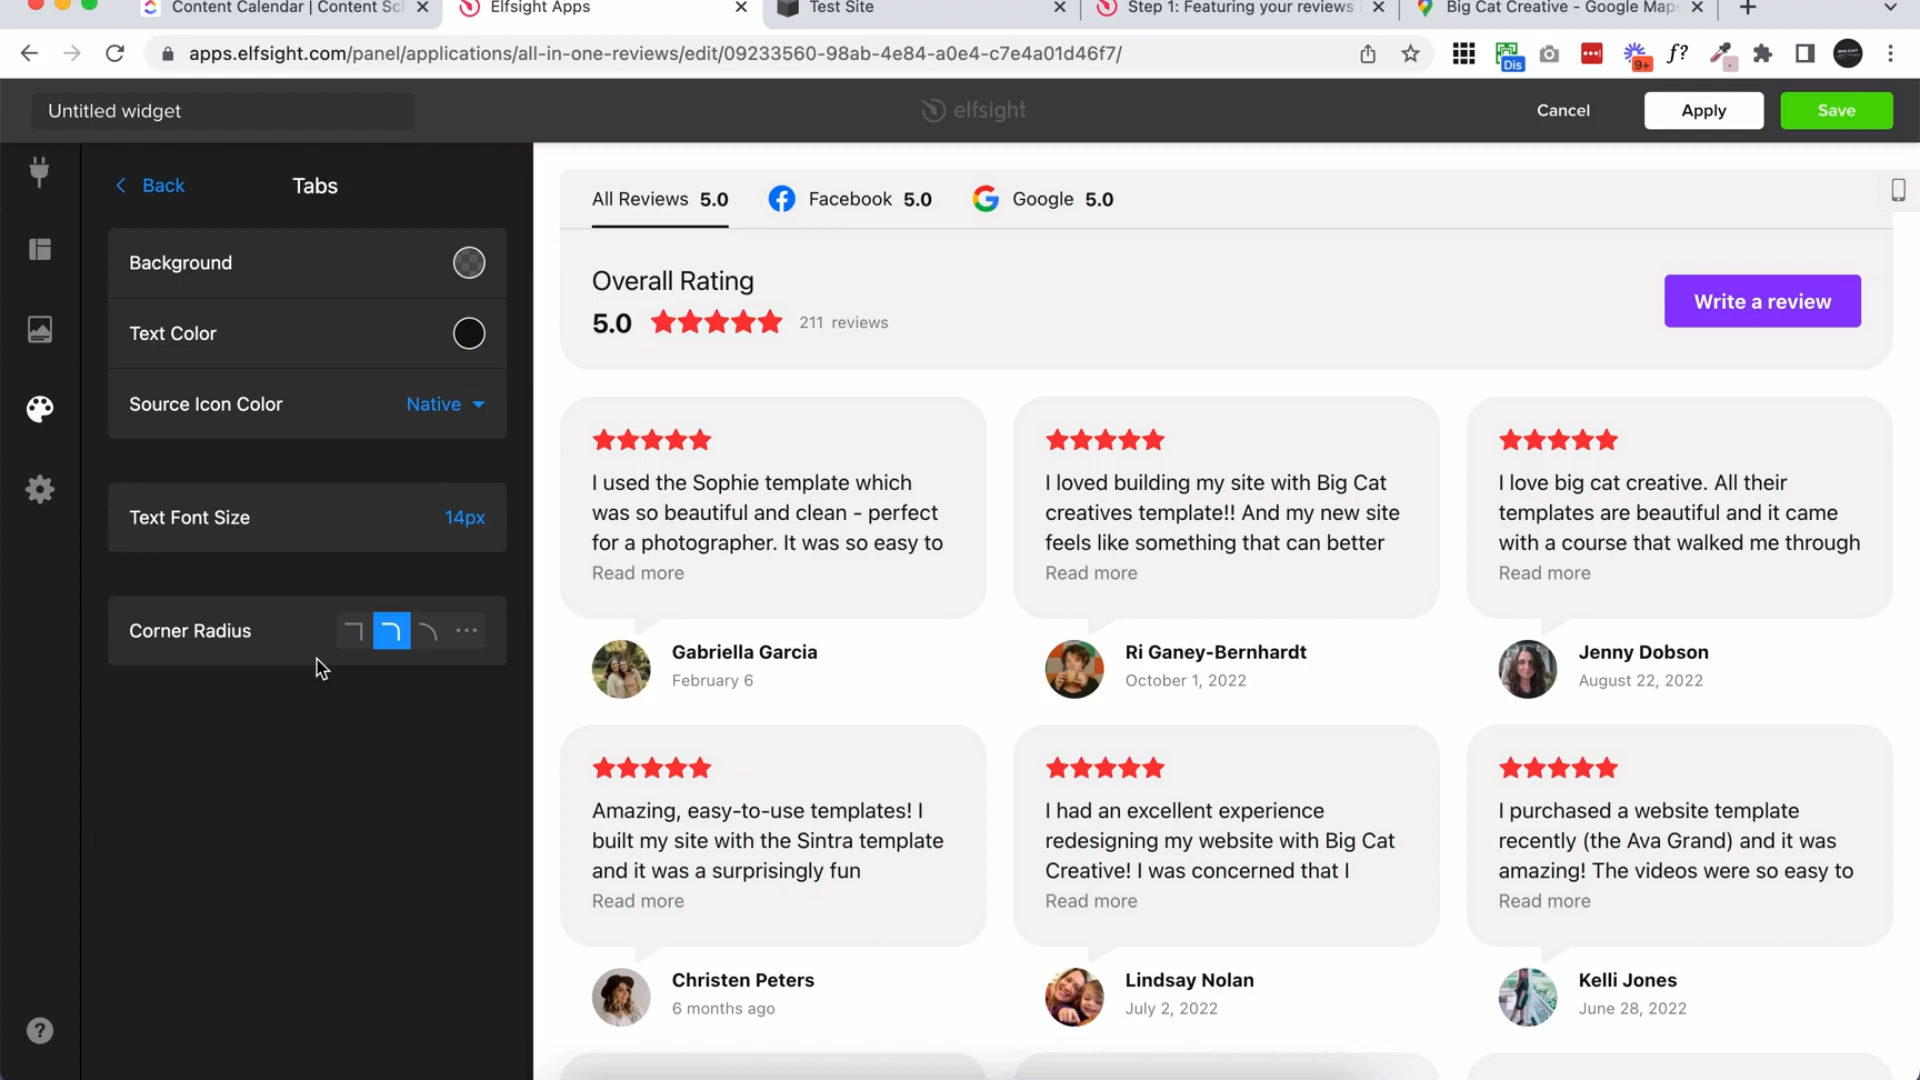 Content Calendar | Content Sc
Elfsight Apps
Test Site
Step 1: Featuring your reviews
Big Cat Creative - Google Map
apps.elfsight.com/panel/applications/all-in-one-reviews/edit/09233560-98ab-4e84-a0e4-c7e4a01d46f7/
Dis
9+
f?
Untitled widget
elfsight
Cancel
Apply
Save
Back
Tabs
Background
Text Color
Source Icon Color
Native
Text Font Size
14px
Corner Radius
All Reviews 5.0
Facebook 5.0
Google 5.0
Overall Rating
5.0
211 reviews
Write a review
I used the Sophie template which
was so beautiful and clean - perfect
for a photographer. It was so easy to
Read more
Gabriella Garcia
February 6
I loved building my site with Big Cat
creatives template!! And my new site
feels like something that can better
Read more
Ri Ganey-Bernhardt
October 1, 2022
I love big cat creative. All their
templates are beautiful and it came
with a course that walked me through
Read more
Jenny Dobson
August 22, 2022
Amazing, easy-to-use templates! I
built my site with the Sintra template
and it was a surprisingly fun
Read more
Christen Peters
6 months ago
I had an excellent experience
redesigning my website with Big Cat
Creative! I was concerned that I
Read more
Lindsay Nolan
July 2, 2022
I purchased a website template
recently (the Ava Grand) and it was
amazing! The videos were so easy to
Read more
Kelli Jones
June 28, 2022
?